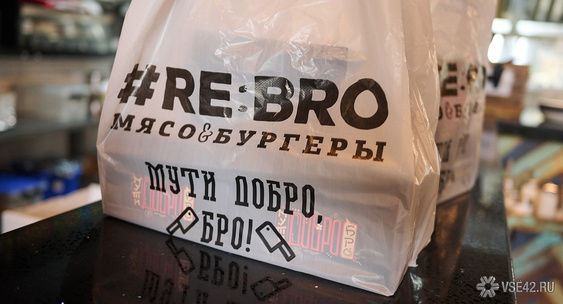 #RE:BRO
МЯСО&БУРГЕРЫ
МУТИ ДОБРО,
БРО!
VSE42.RU